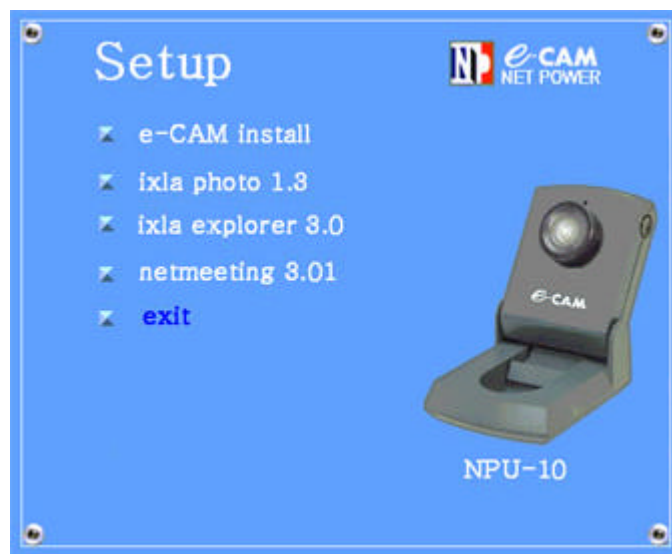 Setup
NP e-CAM
NET POWER
e-CAM install
ixla photo 1.3
ixla explorer 3.0
netmeeting 3.01
exit
e-CAM
NPU-10